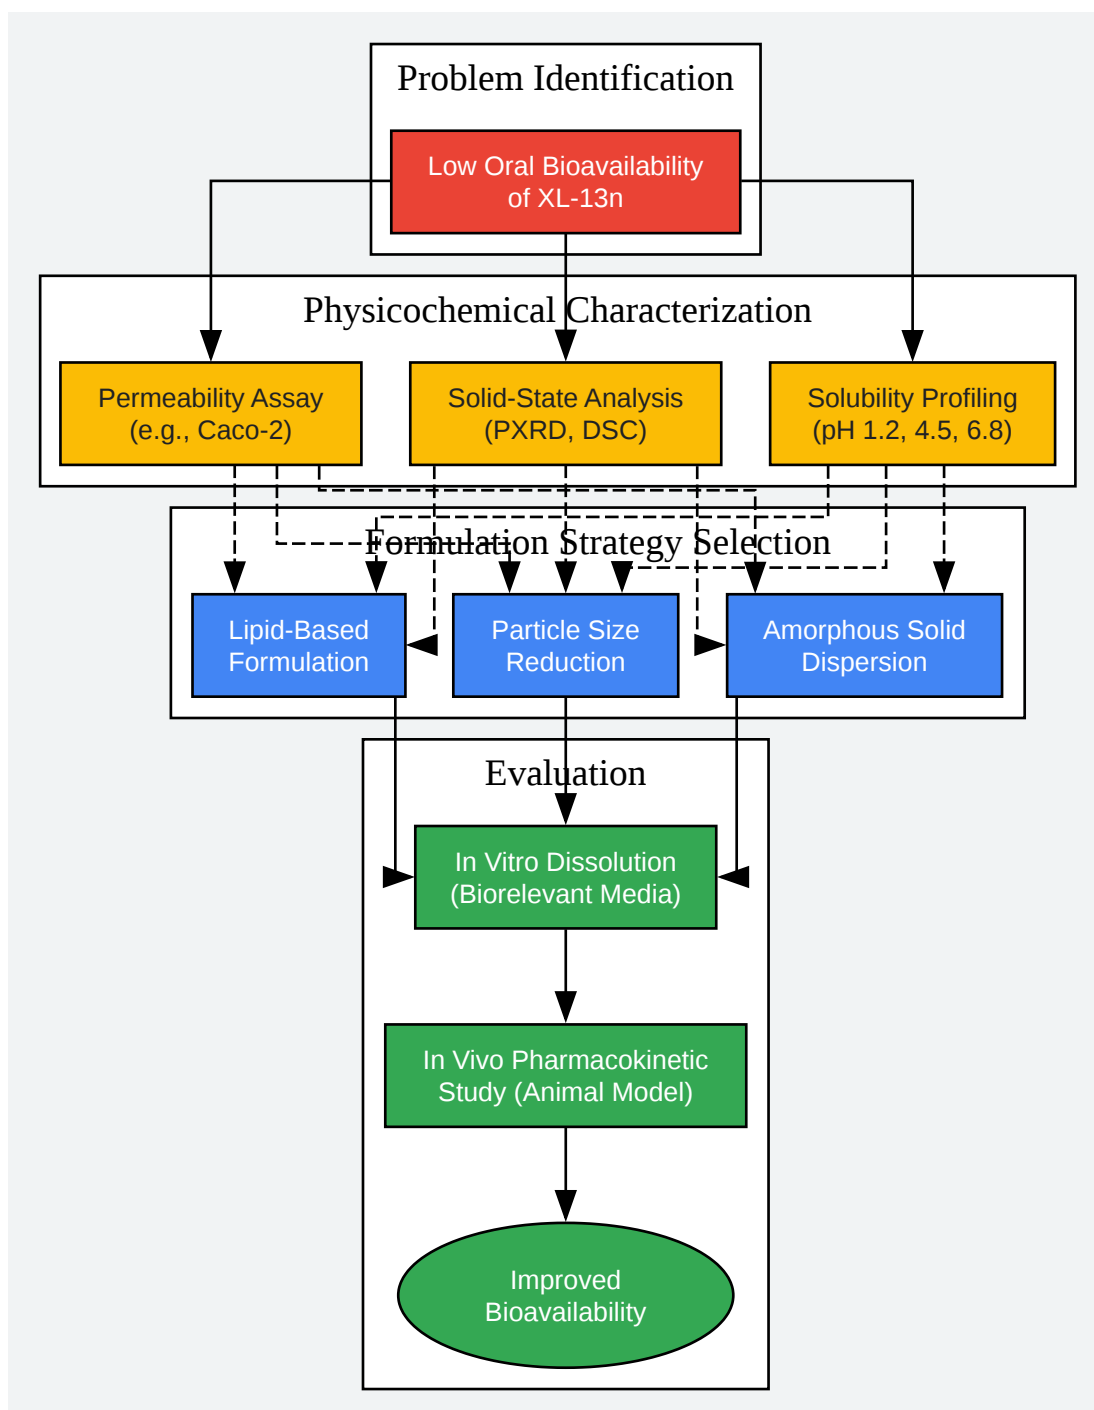 Problem Identification
Low Oral Bioavailability
of XL-13n
Physicochemical Characterization
Permeability Assay
(e.g., Caco-2)
Solid-State Analysis
(PXRD, DSC)
Solubility Profiling
(pH 1.2, 4.5, 6.8)
Formulation Strategy Selection
Lipid-Based
Formulation
Particle Size
Reduction
Amorphous Solid
Dispersion
Evaluation
In Vitro Dissolution
(Biorelevant Media)
In Vivo Pharmacokinetic
Study (Animal Model)
Improved
Bioavailability